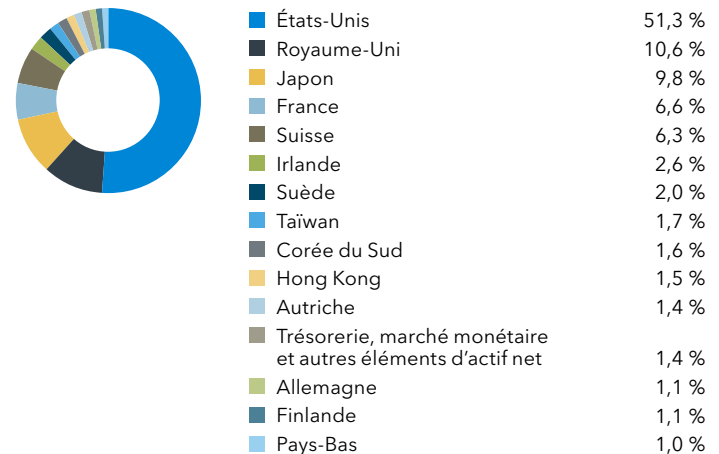 États-Unis 51,3 %
Royaume-Uni 10,6 %
Japon 9,8 %
France 6,6 %
Suisse 6,3 %
Irlande 2,6 %
Suède 2,0 %
Taïwan 1,7 %
Corée du Sud 1,6 %
Hong Kong 1,5 %
Autriche 1,4 %
Trésorerie, marché monétaire
et autres éléments d’actif net 1,4 %
Allemagne 1,1 %
Finlande 1,1 %
Pays-Bas 1,0 %